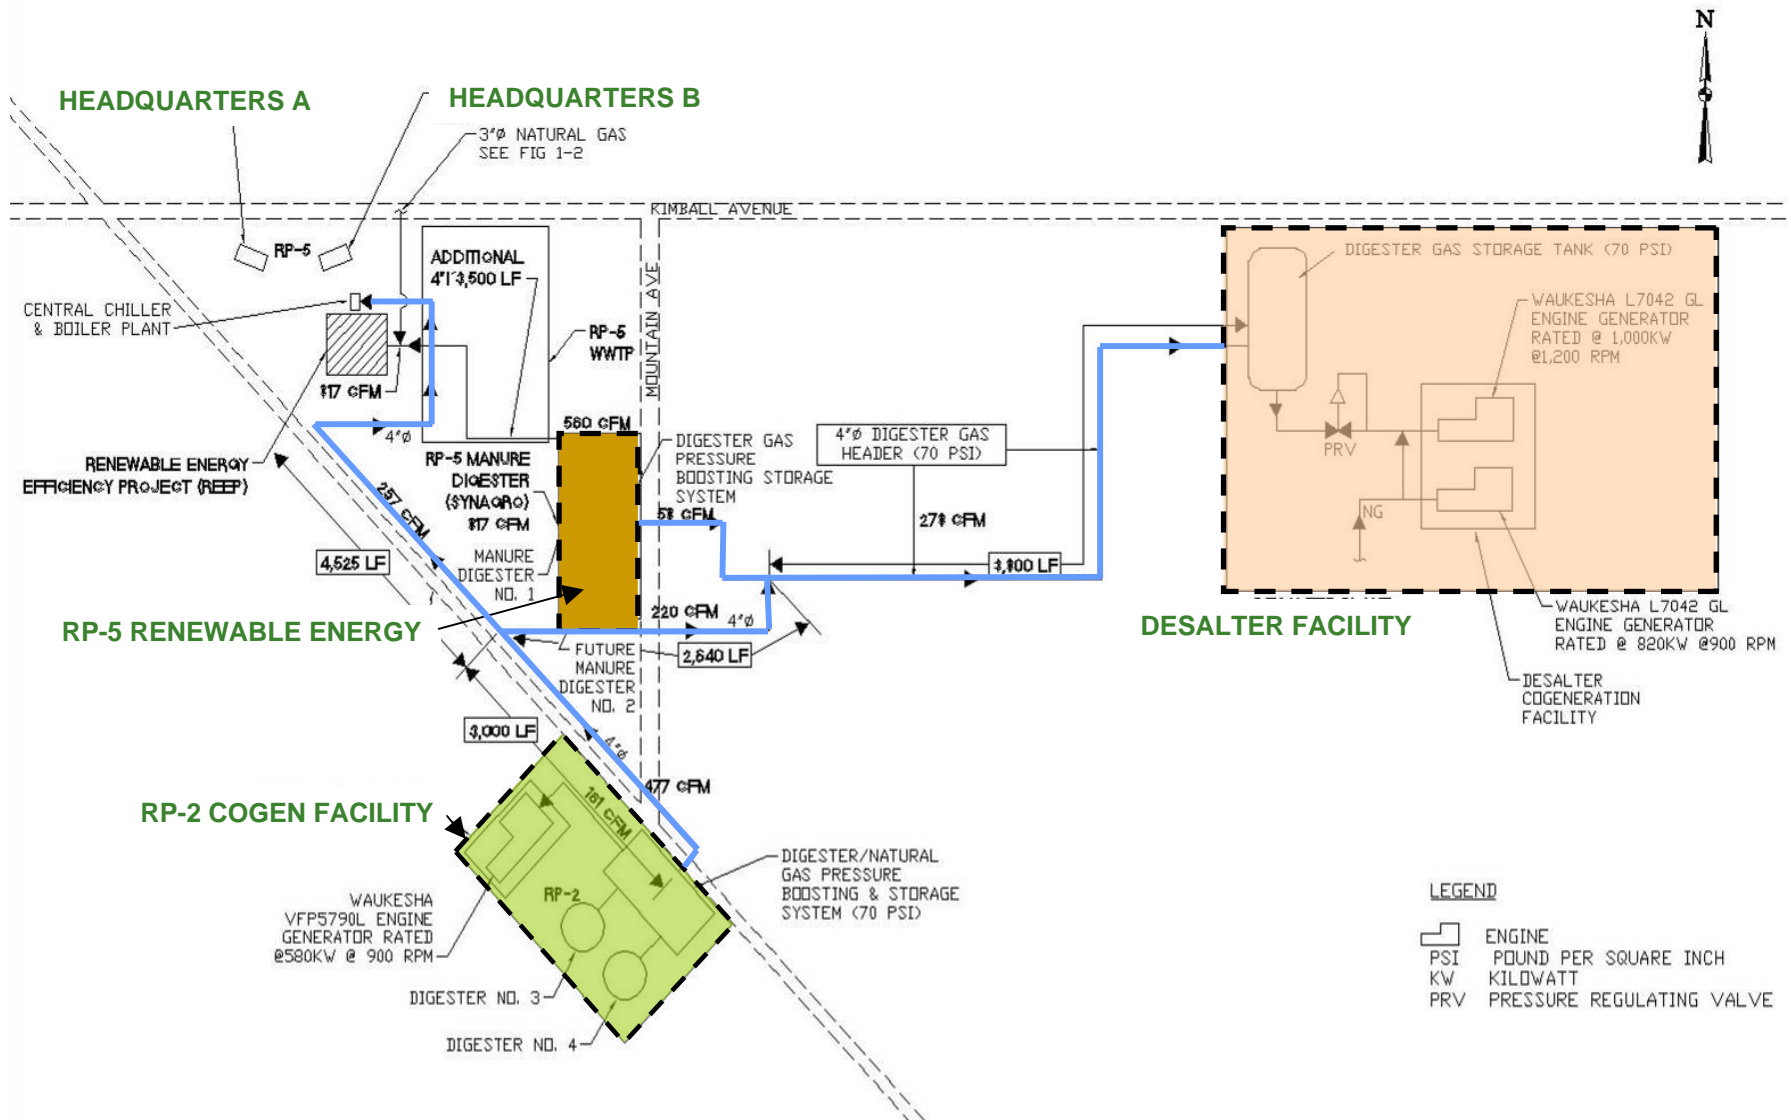 N
HEADQUARTERS A
HEADQUARTERS B
3"Ø NATURAL GAS
SEE FIG 1-2
KIMBALL AVENUE
MOUNTAIN AVE
RP-5
ADDITIONAL
3,500 LF
CENTRAL CHILLER
& BOILER PLANT
RP-5
WWTP
CFM
4"Ø
560 CFM
RENEWABLE ENERGY
EFFICIENCY PROJECT (REEP)
RP-5 MANURE
DIGESTER
(SYNAGRO)
CFM
DIGESTER GAS
PRESSURE
BOOSTING STORAGE
SYSTEM
CFM
257 CFM
4,525 LF
MANURE
DIGESTER
NO. 1
4"Ø DIGESTER GAS
HEADER (70 PSI)
CFM
LF
RP-5 RENEWABLE ENERGY
220 CFM
4"Ø
2,640 LF
FUTURE
MANURE
DIGESTER
NO. 2
3,000 LF
4"Ø
477 CFM
161 CFM
DIGESTER GAS STORAGE TANK (70 PSI)
WAUKESHA L7042 GL
ENGINE GENERATOR
RATED @ 1,000KW
@1,200 RPM
PRV
NG
DESALTER FACILITY
WAUKESHA L7042 GL
ENGINE GENERATOR
RATED @ 820KW @900 RPM
DESALTER
COGENERATION
FACILITY
RP-2 COGEN FACILITY
RP-2
WAUKESHA
VFP5790L ENGINE
GENERATOR RATED
@580KW @ 900 RPM
DIGESTER/NATURAL
GAS PRESSURE
BOOSTING & STORAGE
SYSTEM (70 PSI)
DIGESTER NO. 3
DIGESTER NO. 4
LEGEND
ENGINE
PSI POUND PER SQUARE INCH
KW KILOWATT
PRV PRESSURE REGULATING VALVE